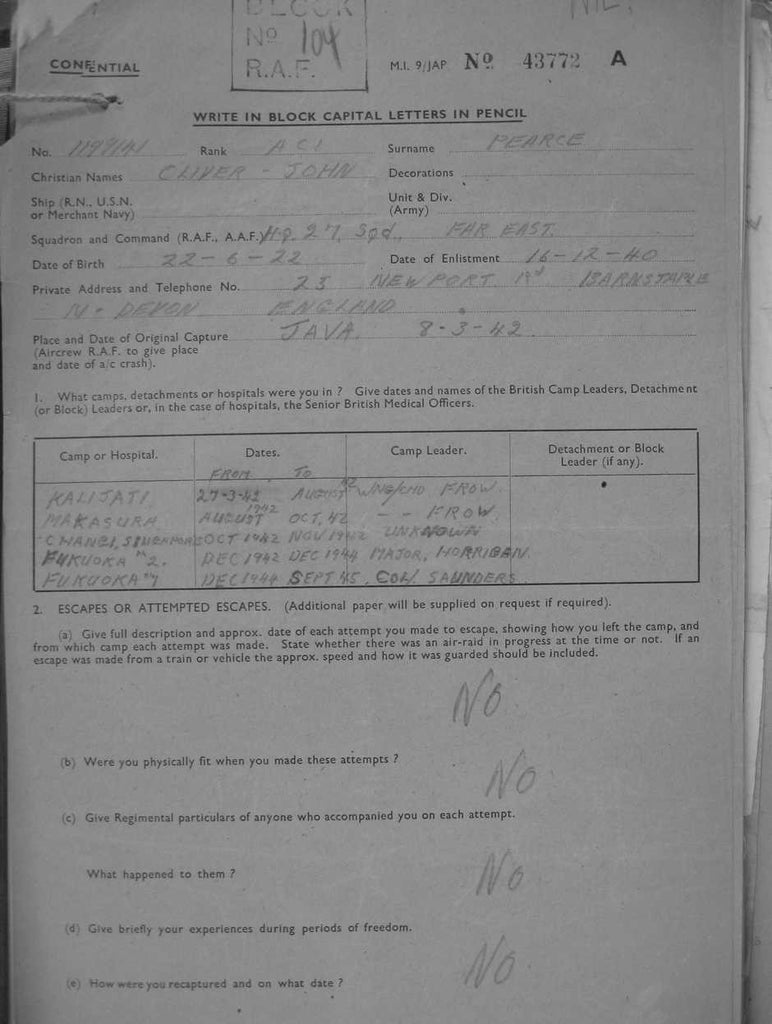 BLOCK
Nº 104
R.A.F.
NIL.
CONFIDENTIAL
M.I. 9/JAP Nº 43772 A
WRITE IN BLOCK CAPITAL LETTERS IN PENCIL
No. 1199141 Rank AC1 Surname PEARCE
Christian Names OLIVER - JOHN Decorations
Ship (R.N., U.S.N. or Merchant Navy) Unit & Div. (Army)
Squadron and Command (R.A.F., A.A.F.) HQ 27, Sqd., FAR EAST.
Date of Birth 22-6-22 Date of Enlistment 16-12-40
Private Address and Telephone No. 23 NEWPORT Rd BARNSTAPLE
N. DEVON ENGLAND
Place and Date of Original Capture JAVA. 8-3-42
(Aircrew R.A.F. to give place
and date of a/c crash).
1. What camps, detachments or hospitals were you in ? Give dates and names of the British Camp Leaders, Detachment
(or Block) Leaders or, in the case of hospitals, the Senior British Medical Officers.
Camp or Hospital. Dates. Camp Leader. Detachment or Block Leader (if any).
FROM TO
KALIJATI 27-3-42 AUGUST 42 WING/CMD FROW.
MAKASURA AUGUST 1942 OCT, 42 - - FROW.
CHANGI, OCT 1942 NOV 1942 UNKNOWN
FUKUOKA Nº 2. DEC 1942 DEC 1944 MAJOR, HORRIGAN.
FUKUOKA DEC 1944 SEPT 45, COL/ SAUNDERS
2. ESCAPES OR ATTEMPTED ESCAPES. (Additional paper will be supplied on request if required).
(a) Give full description and approx. date of each attempt you made to escape, showing how you left the camp, and
from which camp each attempt was made. State whether there was an air-raid in progress at the time or not. If an
escape was made from a train or vehicle the approx. speed and how it was guarded should be included.
NO
(b) Were you physically fit when you made these attempts ?
NO
(c) Give Regimental particulars of anyone who accompanied you on each attempt.
What happened to them ?
NO
(d) Give briefly your experiences during periods of freedom.
NO
(e) How were you recaptured and on what date ?